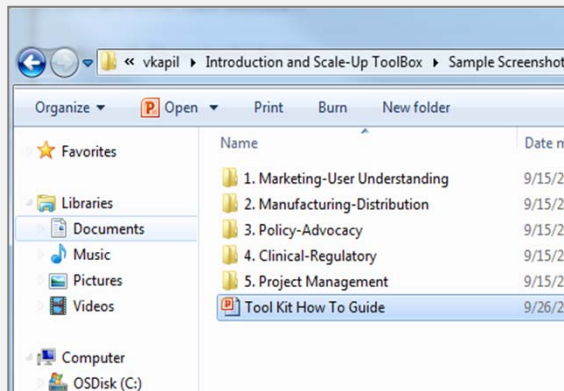 « vkapil ▸ Introduction and Scale-Up ToolBox ▸ Sample Screenshot
Organize ▾ Open ▾ Print Burn New folder
Name Date m
Favorites
1. Marketing-User Understanding 9/15/2
Libraries
2. Manufacturing-Distribution 9/15/2
Documents
3. Policy-Advocacy 9/15/2
Music
4. Clinical-Regulatory 9/15/2
Pictures
5. Project Management 9/15/2
Videos
Tool Kit How To Guide 9/26/2
Computer
OSDisk (C:)